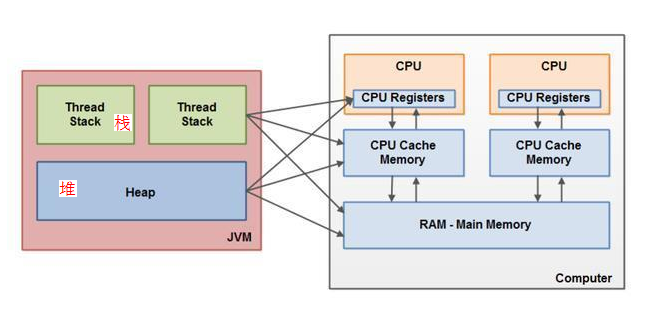 Thread
Stack
栈
Thread
Stack
堆
Heap
JVM
CPU
CPU Registers
CPU Cache
Memory
CPU
CPU Registers
CPU Cache
Memory
RAM - Main Memory
Computer